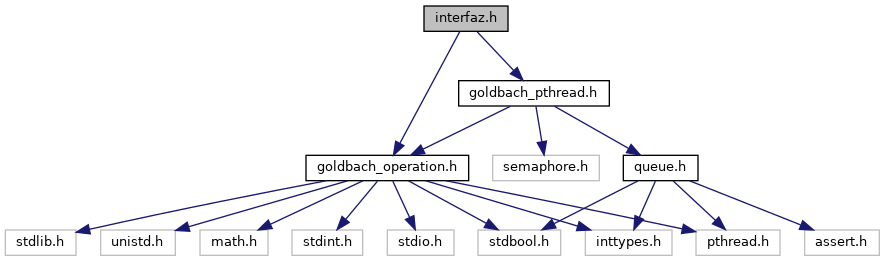 interfaz.h
goldbach_pthread.h
goldbach_operation.h
semaphore.h
queue.h
stdlib.h
unistd.h
math.h
stdint.h
stdio.h
stdbool.h
inttypes.h
pthread.h
assert.h